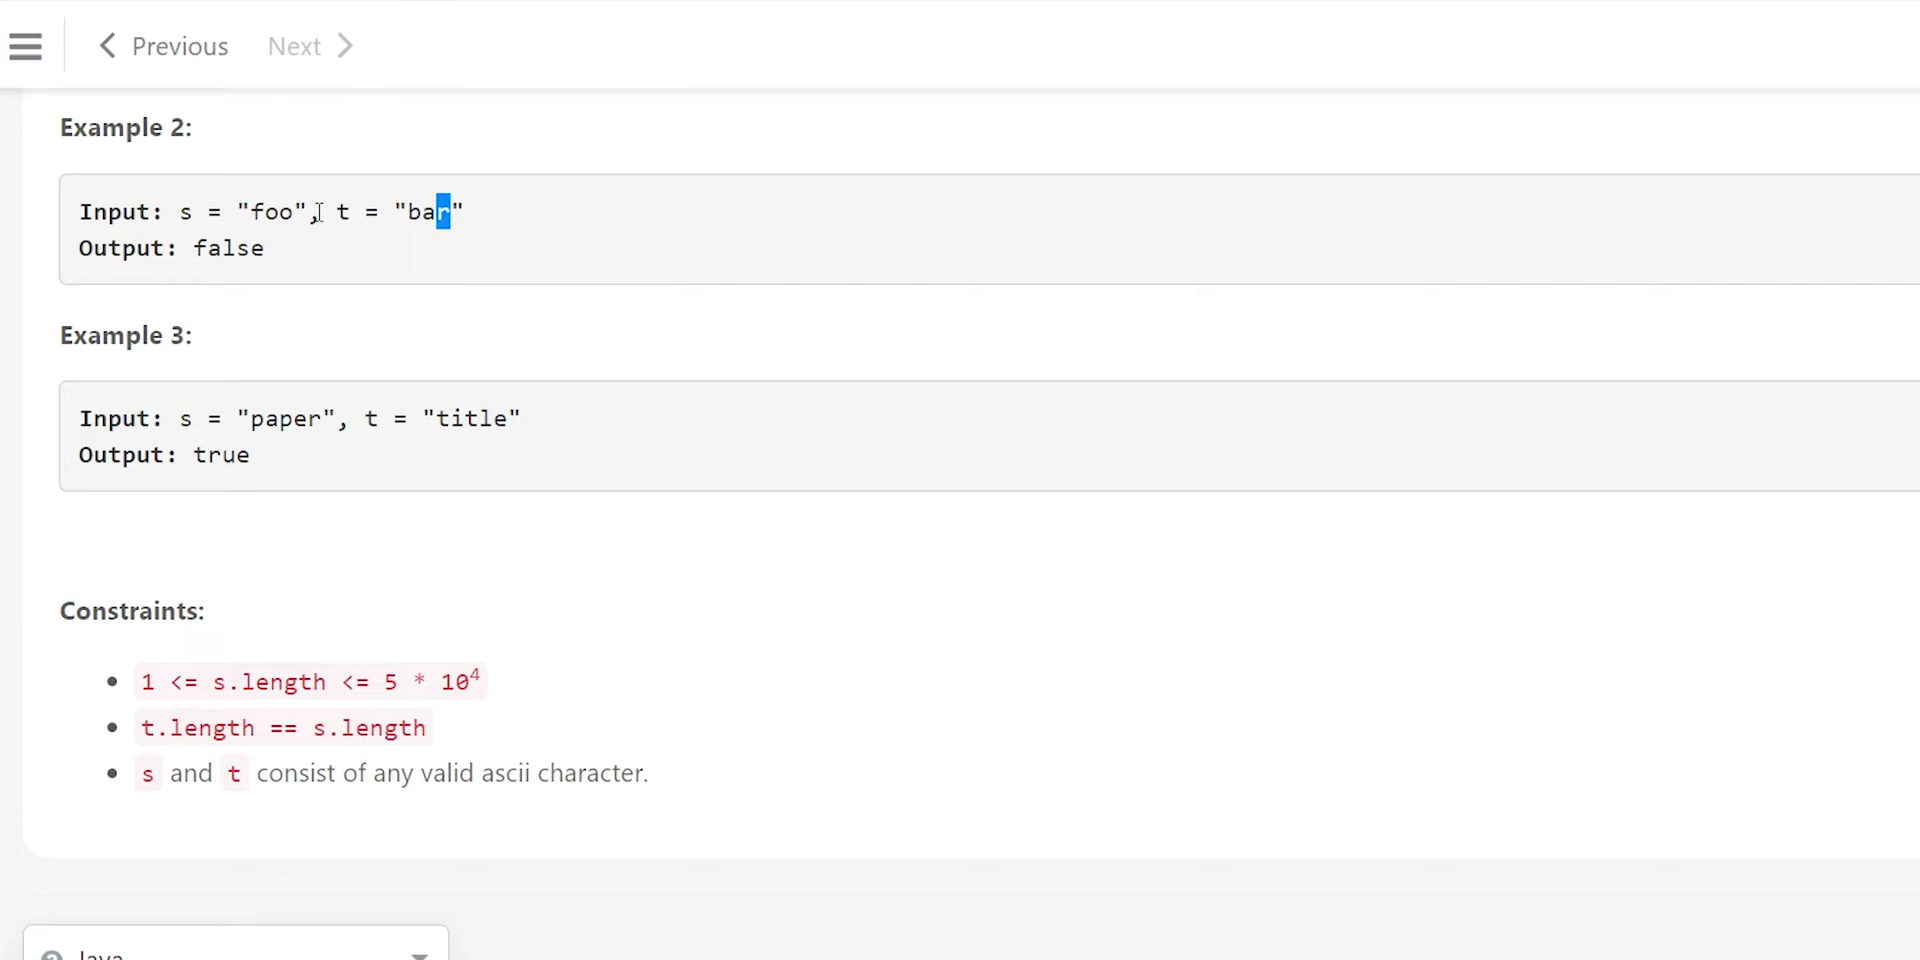 Previous Next
Example 2:
Input: s = "foo", t = "bar"
Output: false
Example 3:
Input: s = "paper", t = "title"
Output: true
Constraints:
1 <= s.length <= 5 * 10⁴
t.length == s.length
s and t consist of any valid ascii character.
Java